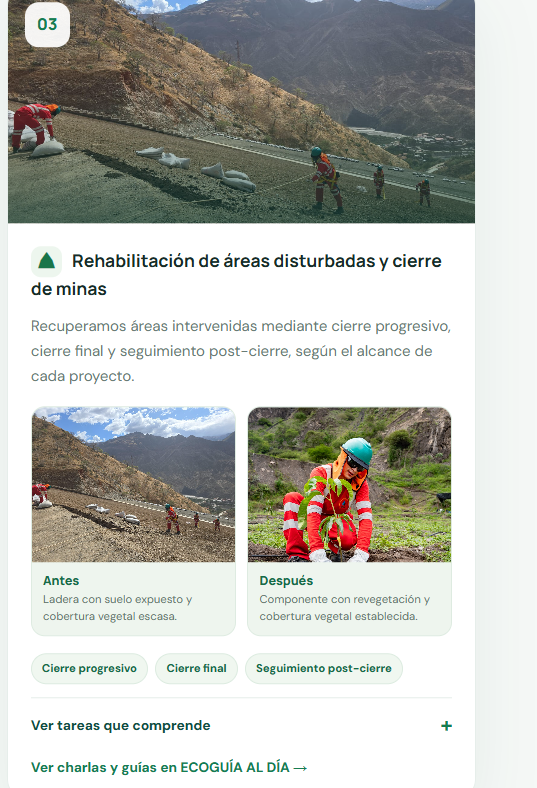 03
Rehabilitación de áreas disturbadas y cierre
de minas
Recuperamos áreas intervenidas mediante cierre progresivo,
cierre final y seguimiento post-cierre, según el alcance de
cada proyecto.
Antes
Ladera con suelo expuesto y
cobertura vegetal escasa.
Después
Componente con revegetación y
cobertura vegetal establecida.
Cierre progresivo
Cierre final
Seguimiento post-cierre
Ver tareas que comprende +
Ver charlas y guías en ECOGUÍA AL DÍA →